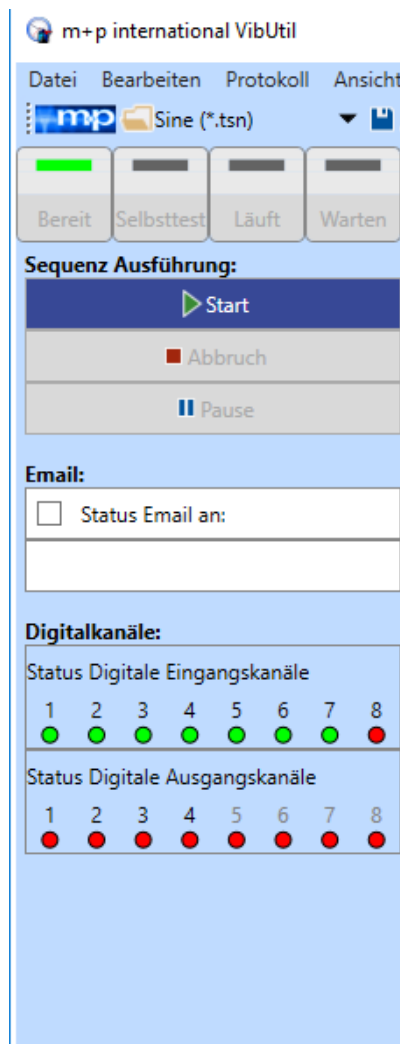 m+p international VibUtil
Datei Bearbeiten Protokoll Ansicht
mp Sine (*.tsn)
Bereit Selbsttest Läuft Warten
Sequenz Ausführung:
Start
Abbruch
Pause
Email:
Status Email an:
Digitalkanäle:
Status Digitale Eingangskanäle
1 2 3 4 5 6 7 8
Status Digitale Ausgangskanäle
1 2 3 4 5 6 7 8